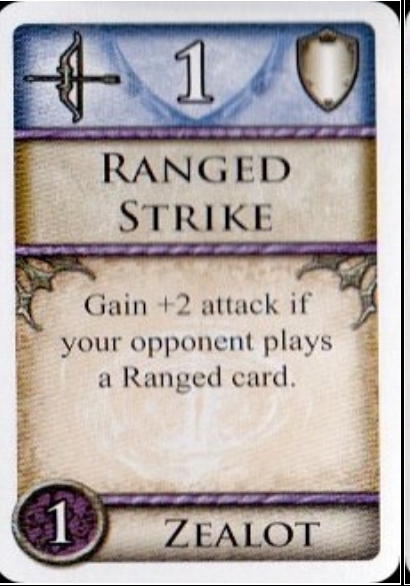 1
RANGED
STRIKE
Gain +2 attack if
your opponent plays
a Ranged card.
1
ZEALOT